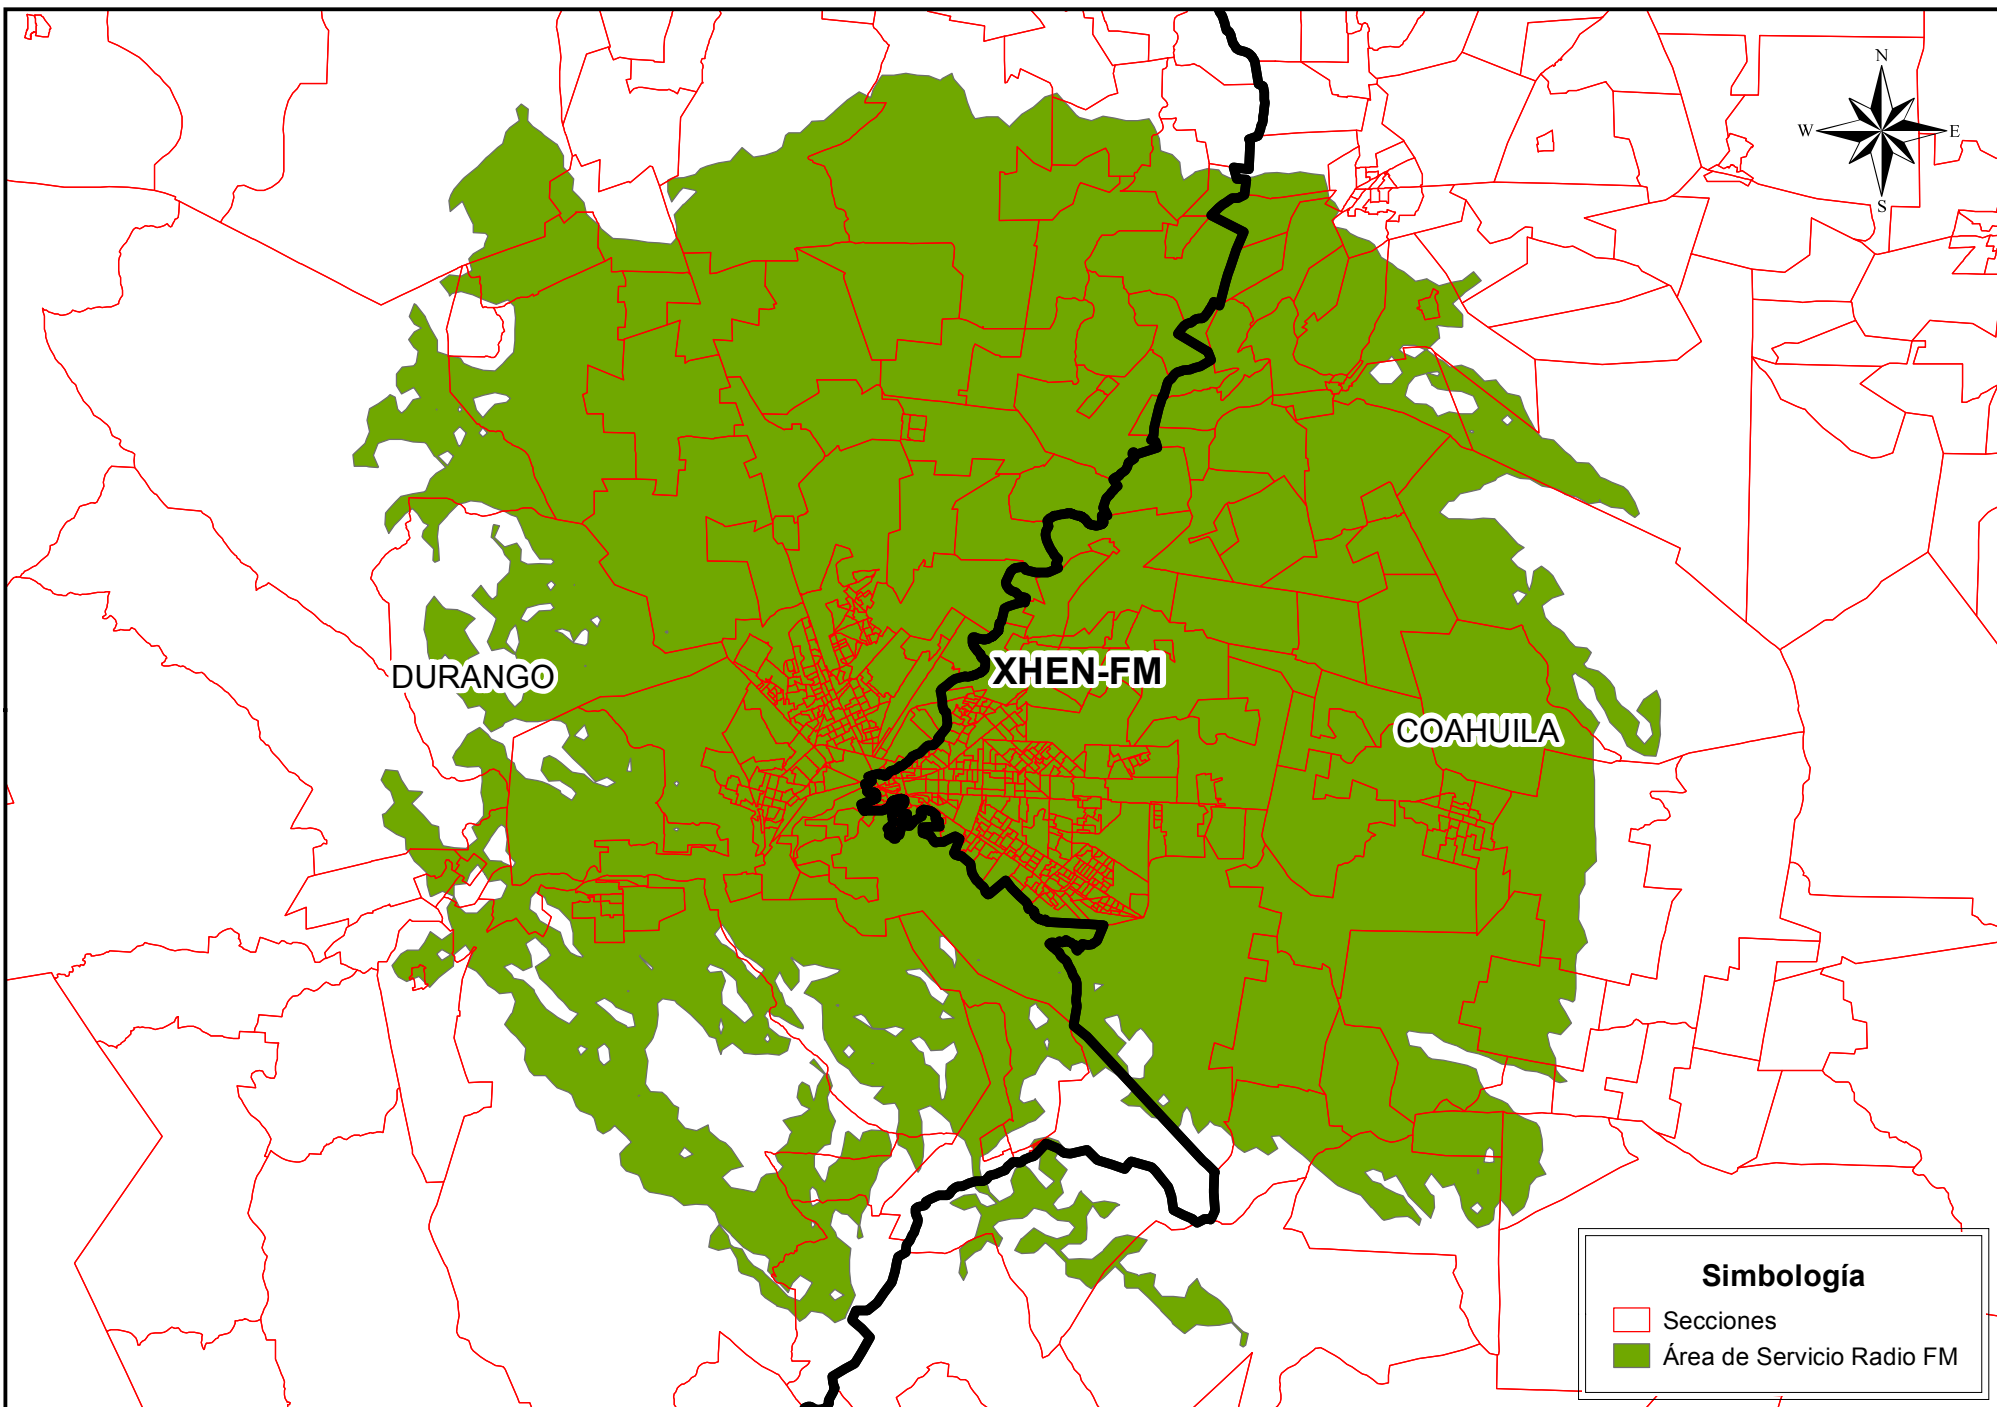 N
W E
S
DURANGO
XHEN-FM
COAHUILA
Simbología
Secciones
Área de Servicio Radio FM